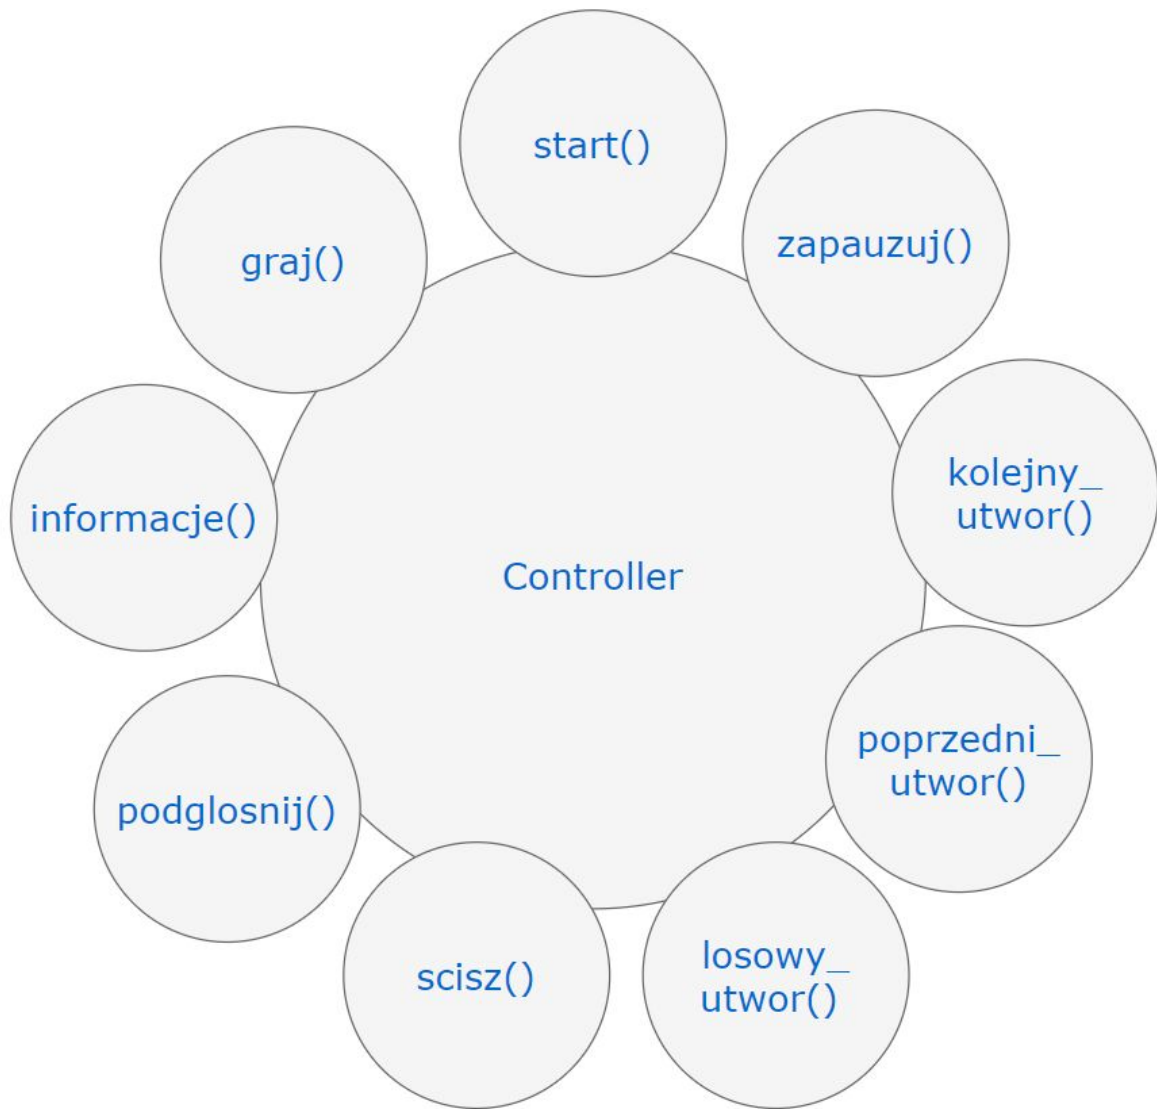 start()
zapauzuj()
graj()
kolejny_
utwor()
informacje()
Controller
poprzedni_
utwor()
podglosnij()
losowy_
utwor()
scisz()